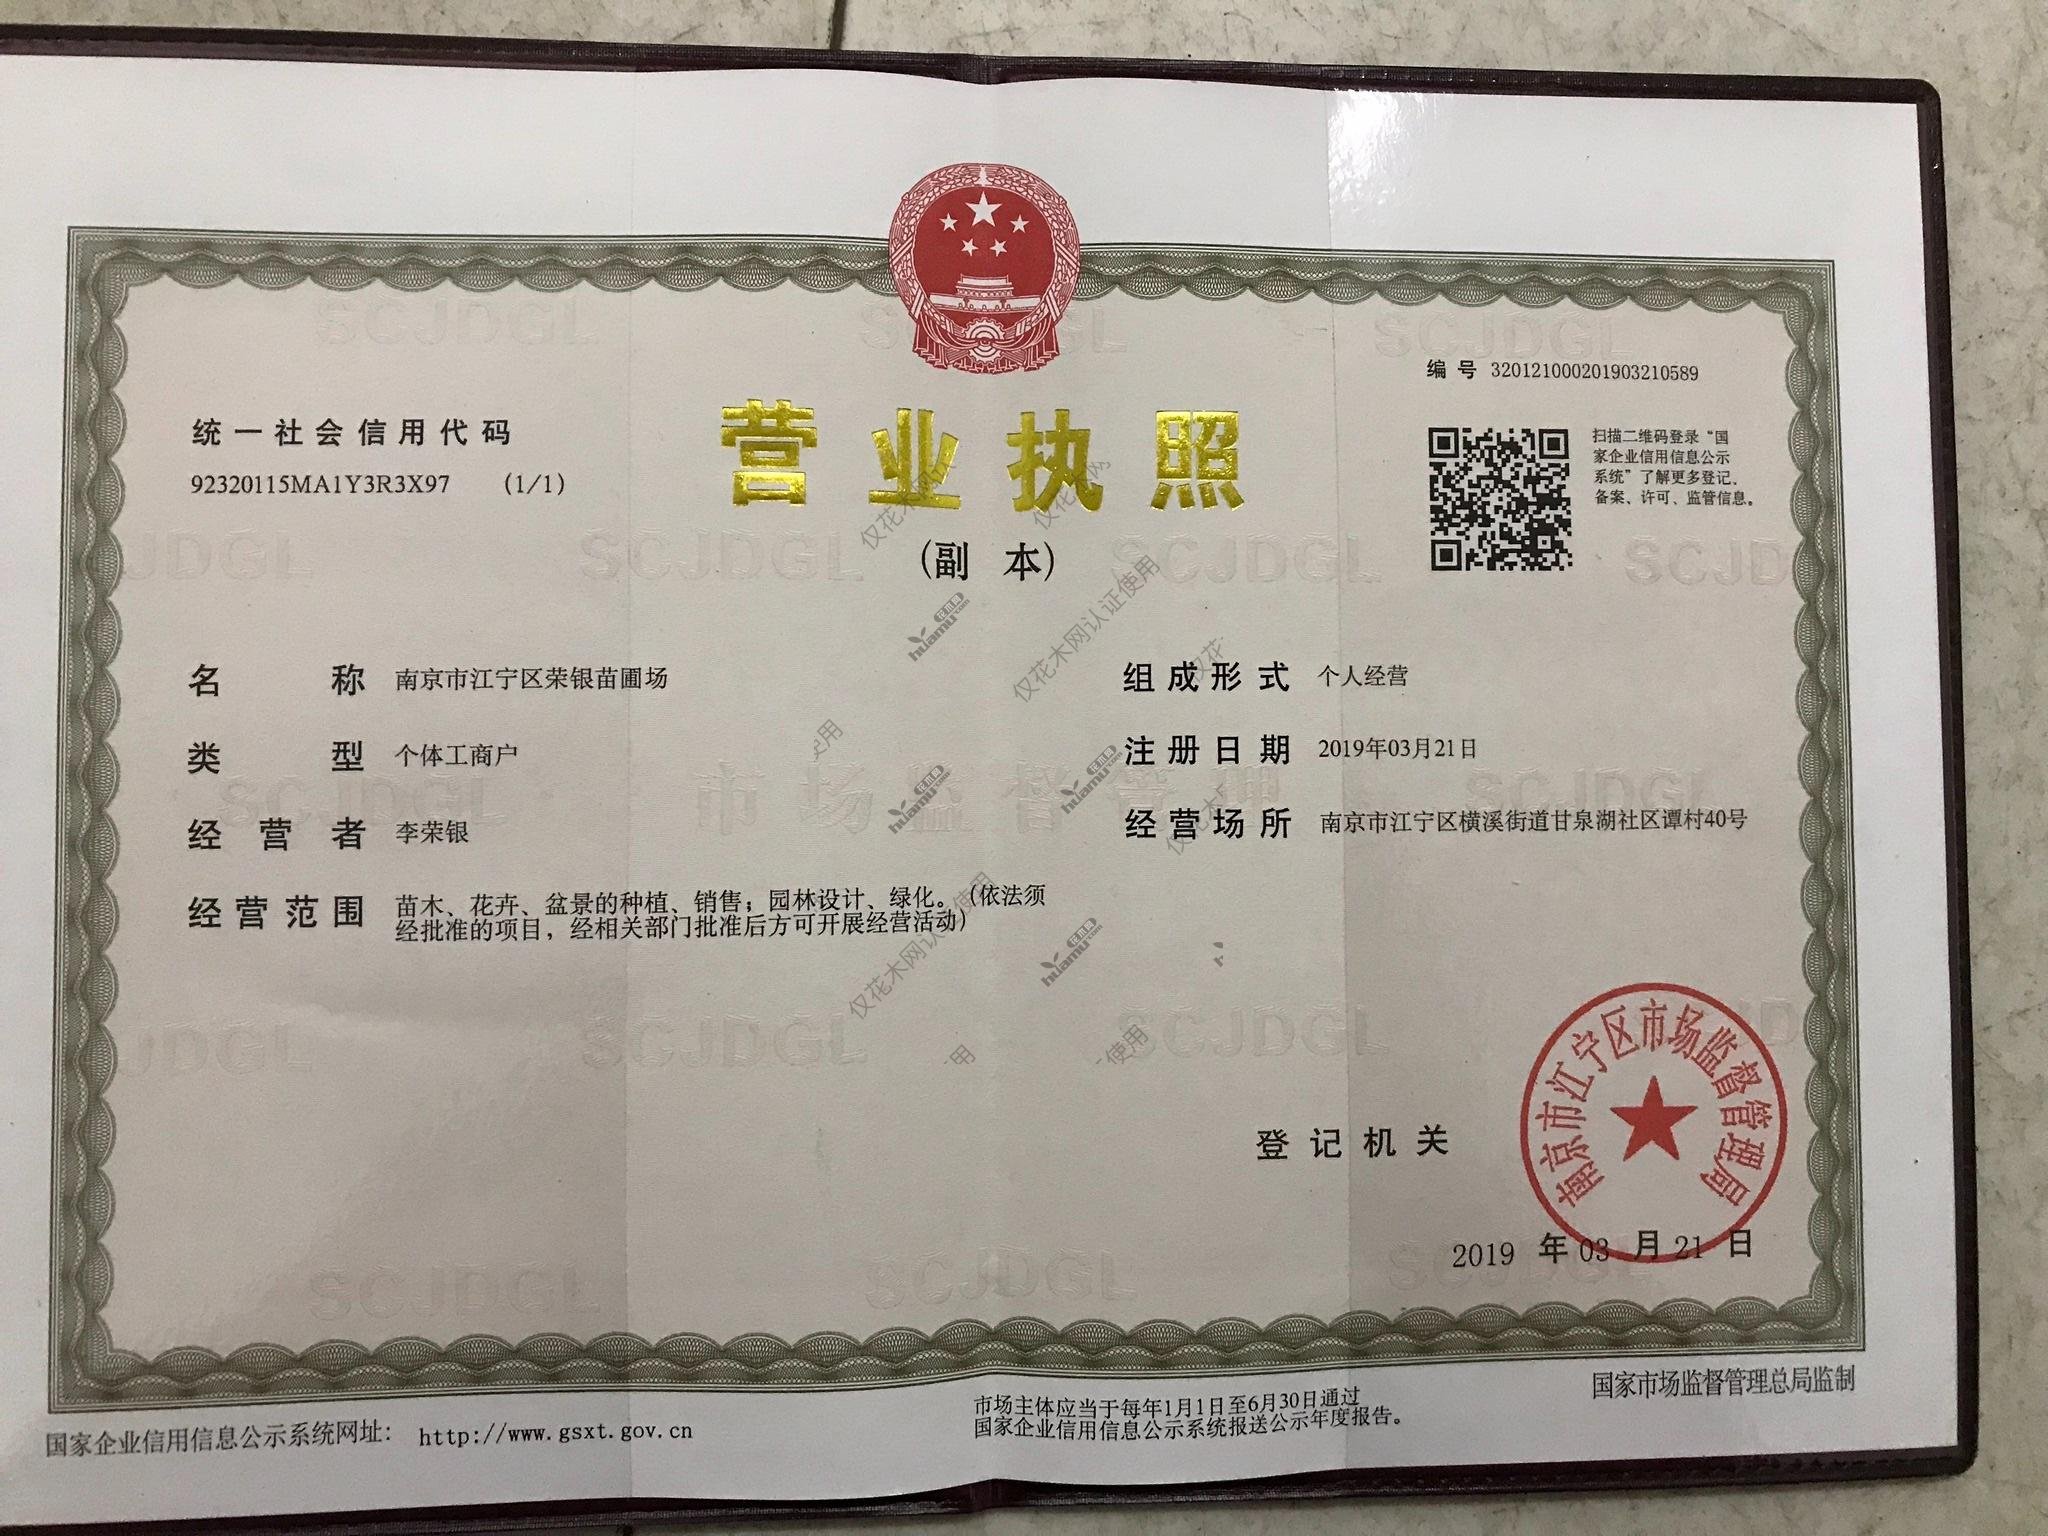 编 号 320121000201903210589
统一社会信用代码
92320115MA1Y3R3X97 (1/1)
营业执照
(副 本)
扫描二维码登录“国
家企业信用信息公示
系统”了解更多登记、
备案、许可、监管信息。
名 称 南京市江宁区荣银苗圃场
类 型 个体工商户
经 营 者 李荣银
经 营 范 围 苗木、花卉、盆景的种植、销售；园林设计、绿化。（依法须
经批准的项目，经相关部门批准后方可开展经营活动）
组 成 形 式 个人经营
注 册 日 期 2019年03月21日
经 营 场 所 南京市江宁区横溪街道甘泉湖社区谭村40号
登 记 机 关
南京市江宁区市场监督管理局
2019 年 03 月 21 日
国家企业信用信息公示系统网址： http://www.gsxt.gov.cn
市场主体应当于每年1月1日至6月30日通过
国家企业信用信息公示系统报送公示年度报告。
国家市场监督管理总局监制
SCJDGL
市场监督管理
仅花木网认证使用
花木网
huamu.com